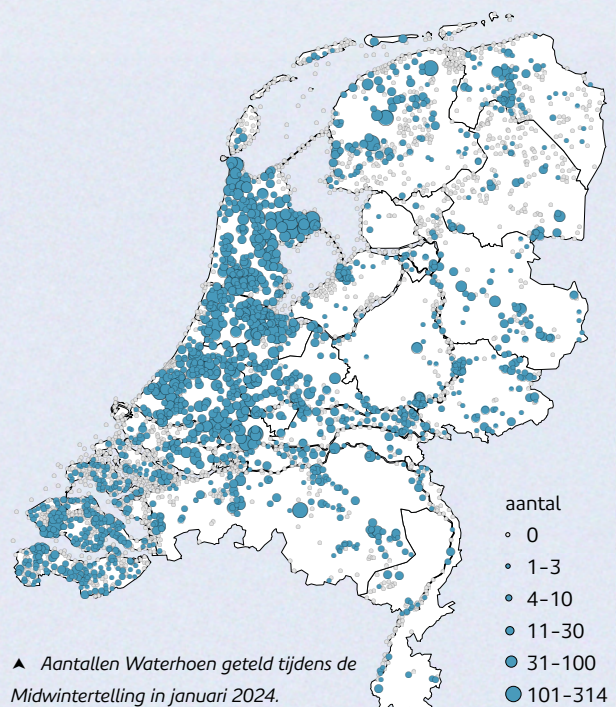 aantal
0
1-3
4-10
11-30
31-100
101-314
▲ Aantallen Waterhoen geteld tijdens de
Midwintertelling in januari 2024.